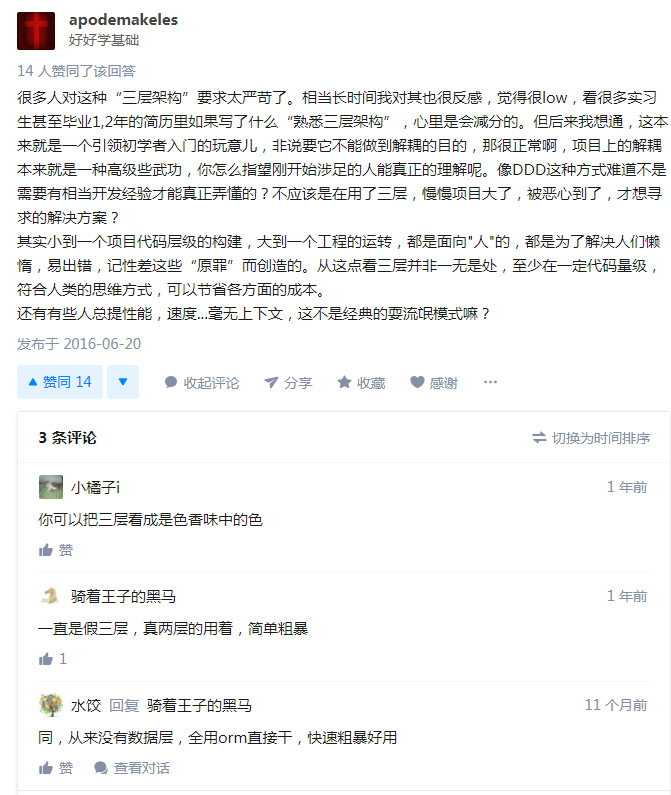 apodemakeles
好好学基础
14 人赞同了该回答
很多人对这种“三层架构”要求太严苛了。相当长时间我对其也很反感，觉得很low，看很多实习
生甚至毕业1,2年的简历里如果写了什么“熟悉三层架构”，心里是会减分的。但后来我想通，这本
来就是一个引领初学者入门的玩意儿，非说要它不能做到解耦的目的，那很正常啊，项目上的解耦
本来就是一种高级些武功，你怎么指望刚开始涉足的人能真正的理解呢。像DDD这种方式难道不是
需要有相当开发经验才能真正弄懂的？不应该是在用了三层，慢慢项目大了，被恶心到了，才想寻
求的解决方案？
其实小到一个项目代码层级的构建，大到一个工程的运转，都是面向"人"的，都是为了解决人们懒
惰，易出错，记性差这些“原罪”而创造的。从这点看三层并非一无是处，至少在一定代码量级，
符合人类的思维方式，可以节省各方面的成本。
还有有些人总提性能，速度...毫无上下文，这不是经典的耍流氓模式嘛？
发布于 2016-06-20
赞同 14 收起评论 分享 收藏 感谢 ···
3 条评论 切换为时间排序
小橘子i 1 年前
你可以把三层看成是色香味中的色
赞
骑着王子的黑马 1 年前
一直是假三层，真两层的用着，简单粗暴
1
水饺 回复 骑着王子的黑马 11 个月前
同，从来没有数据层，全用orm直接干，快速粗暴好用
赞 查看对话